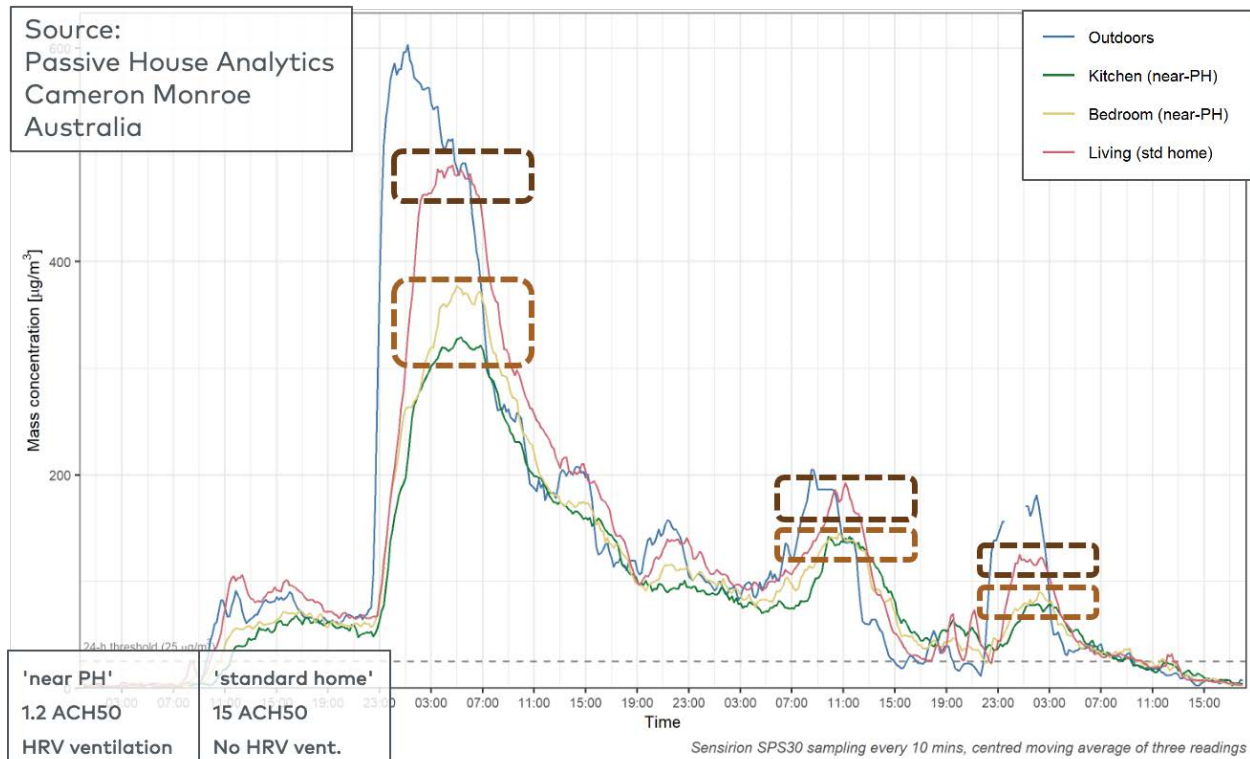 Source:
Passive House Analytics
Cameron Monroe
Australia
Outdoors
Kitchen (near-PH)
Bedroom (near-PH)
Living (std home)
600
400
200
0
Mass concentration [µg/m³]
24-h threshold (25 µg/m³)
03:00 07:00 11:00 15:00 19:00 23:00 03:00 07:00 11:00 15:00 19:00 23:00 03:00 07:00 11:00 15:00 19:00 23:00 03:00 07:00 11:00 15:00
Time
'near PH' 'standard home'
1.2 ACH50 15 ACH50
HRV ventilation No HRV vent.
Sensirion SPS30 sampling every 10 mins, centred moving average of three readings